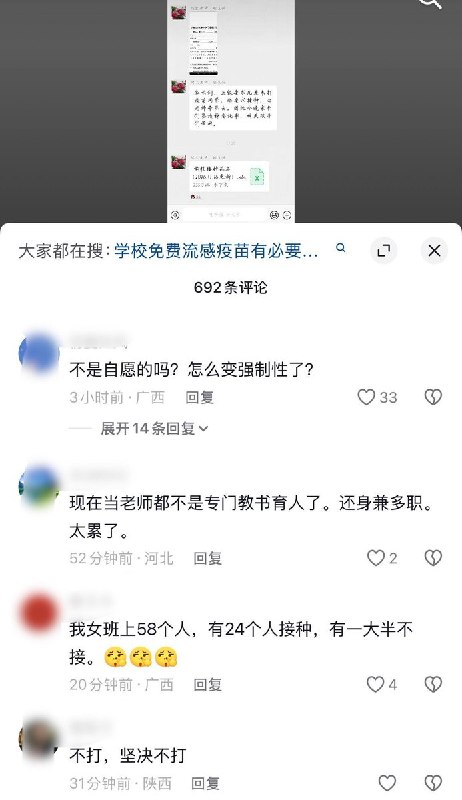 大家都在搜：学校免费流感疫苗有必要...
692条评论
不是自愿的吗？怎么变强制性了？
3小时前·广西 回复 33
展开14条回复
现在当老师都不是专门教书育人了。还身兼多职。
太累了。
52分钟前·河北 回复 2
我女班上58个人，有24个人接种，有一大半不
接。
20分钟前·广西 回复 4
不打，坚决不打
31分钟前·陕西 回复